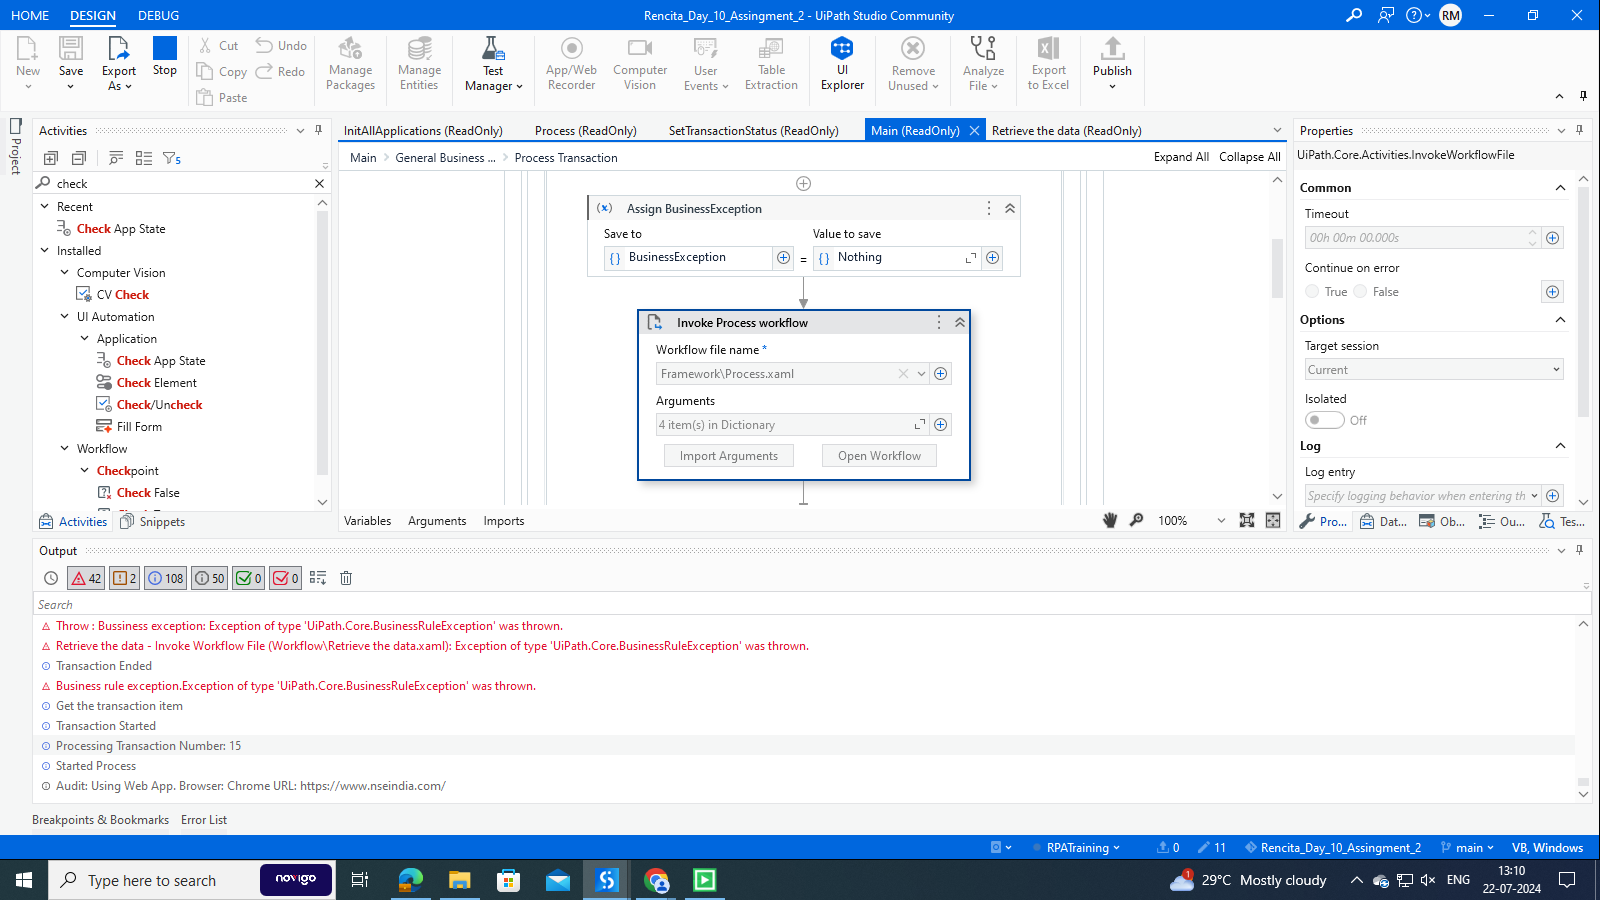 HOME DESIGN DEBUG
Rencita_Day_10_Assingment_2 - UiPath Studio Community
RM
New
Save
Export As
Stop
Cut
Copy
Paste
Undo
Redo
Manage Packages
Manage Entities
Test Manager
App/Web Recorder
Computer Vision
User Events
Table Extraction
UI Explorer
Remove Unused
Analyze File
Export to Excel
Publish
Project
Activities
5
check
Recent
Check App State
Installed
Computer Vision
CV Check
UI Automation
Application
Check App State
Check Element
Check/Uncheck
Fill Form
Workflow
Checkpoint
Check False
Activities Snippets
InitAllApplications (ReadOnly) Process (ReadOnly) SetTransactionStatus (ReadOnly) Main (ReadOnly) Retrieve the data (ReadOnly)
Main General Business ... Process Transaction
Expand All Collapse All
(x) Assign BusinessException
Save to Value to save
{ } BusinessException = { } Nothing
Invoke Process workflow
Workflow file name *
Framework\Process.xaml
Arguments
4 item(s) in Dictionary
Import Arguments Open Workflow
Variables Arguments Imports
100%
Properties
UiPath.Core.Activities.InvokeWorkflowFile
Common
Timeout
00h 00m 00.000s
Continue on error
True False
Options
Target session
Current
Isolated
Off
Log
Log entry
Specify logging behavior when entering th
Pro... Dat... Ob... Ou... Tes...
Output
42 2 108 50 0 0
Search
Throw : Bussiness exception: Exception of type 'UiPath.Core.BusinessRuleException' was thrown.
Retrieve the data - Invoke Workflow File (Workflow\Retrieve the data.xaml): Exception of type 'UiPath.Core.BusinessRuleException' was thrown.
Transaction Ended
Business rule exception.Exception of type 'UiPath.Core.BusinessRuleException' was thrown.
Get the transaction item
Transaction Started
Processing Transaction Number: 15
Started Process
Audit: Using Web App. Browser: Chrome URL: https://www.nseindia.com/
Breakpoints & Bookmarks Error List
RPATraining 0 11 Rencita_Day_10_Assingment_2 main VB, Windows
Type here to search
novigo
1
29°C Mostly cloudy
ENG
13:10
22-07-2024